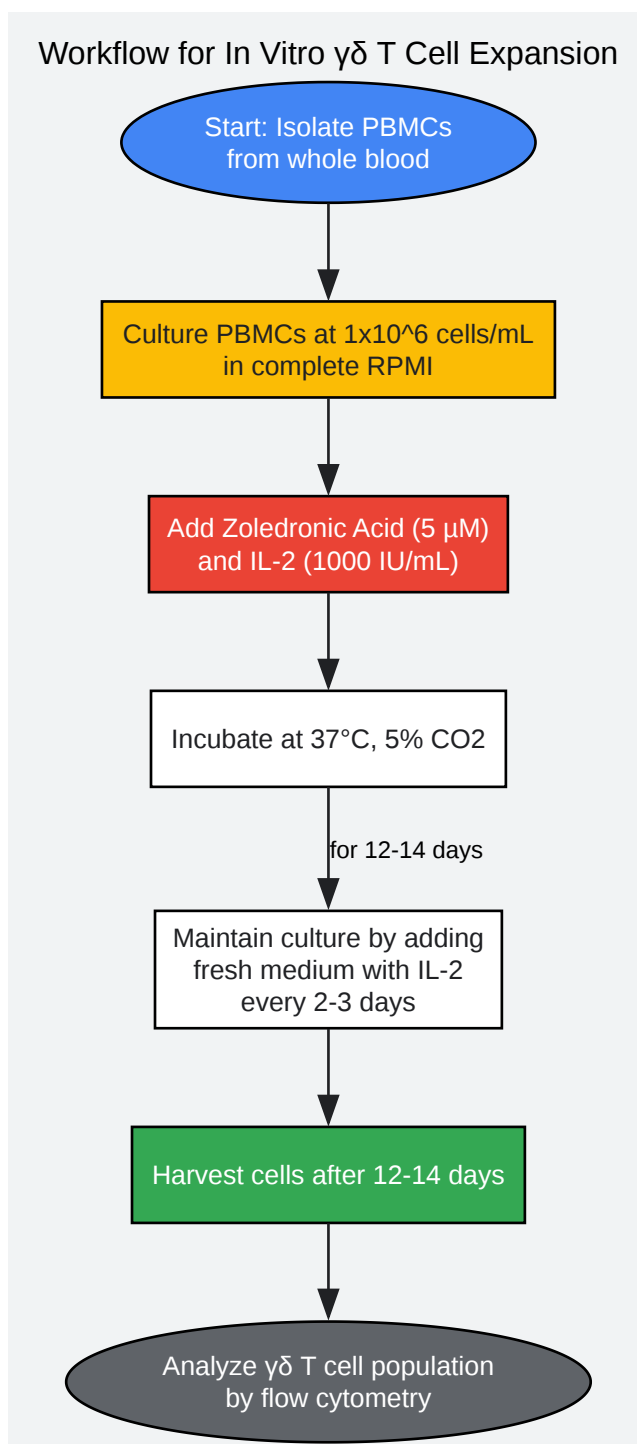 Workflow for In Vitro γδ T Cell Expansion
Start: Isolate PBMCs
from whole blood
Culture PBMCs at 1x10^6 cells/mL
in complete RPMI
Add Zoledronic Acid (5 µM)
and IL-2 (1000 IU/mL)
Incubate at 37°C, 5% CO2
for 12-14 days
Maintain culture by adding
fresh medium with IL-2
every 2-3 days
Harvest cells after 12-14 days
Analyze γδ T cell population
by flow cytometry